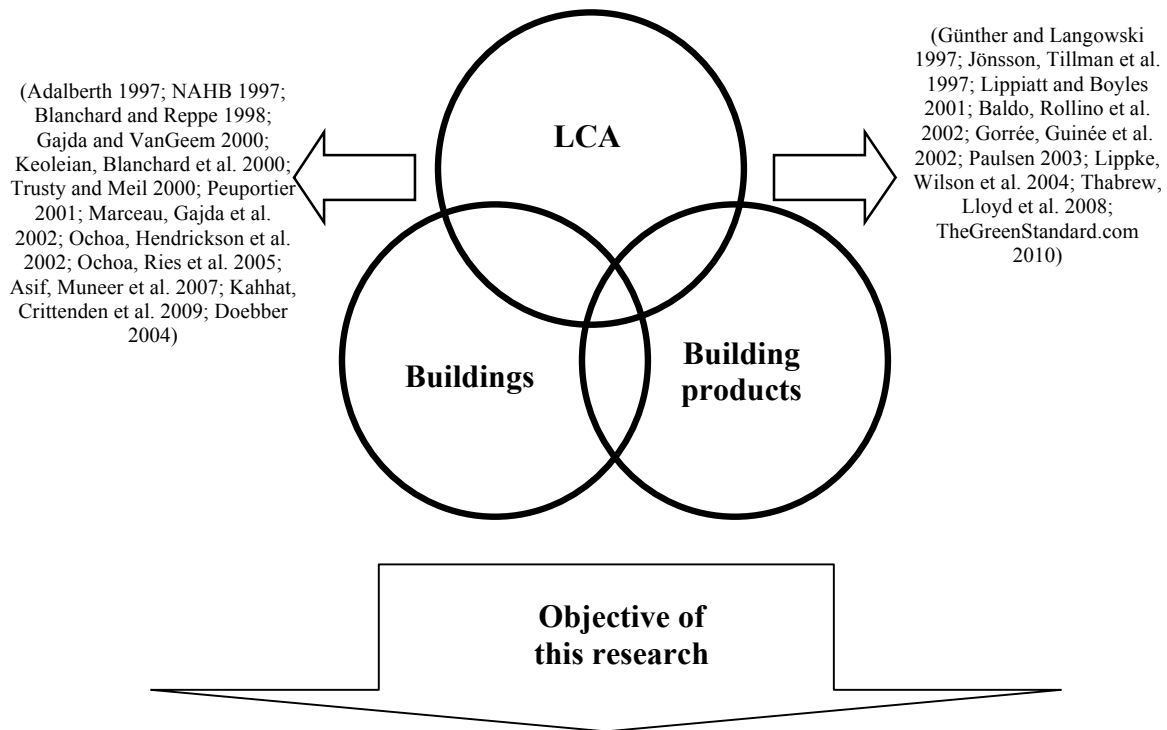 (Adalberth 1997; NAHB 1997;
Blanchard and Reppe 1998;
Gajda and VanGeem 2000;
Keoleian, Blanchard et al. 2000;
Trusty and Meil 2000; Peuportier
2001; Marceau, Gajda et al.
2002; Ochoa, Hendrickson et al.
2002; Ochoa, Ries et al. 2005;
Asif, Muneer et al. 2007; Kahhat,
Crittenden et al. 2009; Doebber
2004)
LCA
(Günther and Langowski
1997; Jönsson, Tillman et al.
1997; Lippiatt and Boyles
2001; Baldo, Rollino et al.
2002; Gorrée, Guinée et al.
2002; Paulsen 2003; Lippke,
Wilson et al. 2004; Thabrew,
Lloyd et al. 2008;
TheGreenStandard.com
2010)
Buildings
Building
products
Objective of
this research